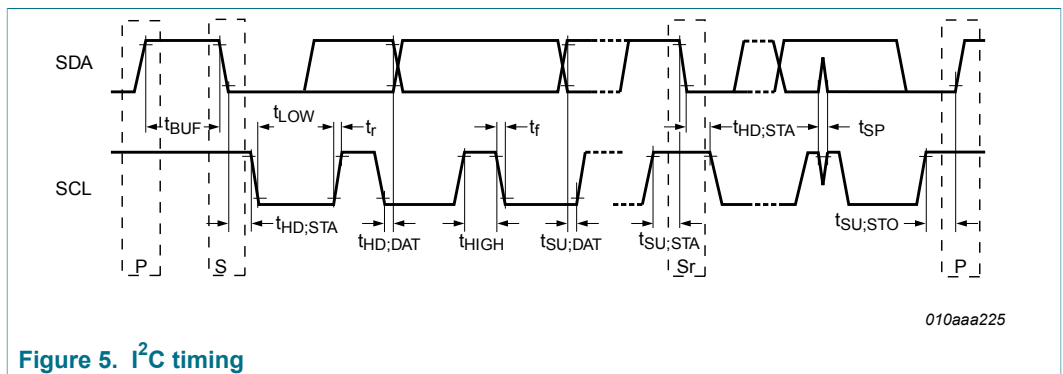 SDA
tBUF
tLOW
tr
tf
tHD;STA
tSP
SCL
tHD;STA
tHD;DAT
tHIGH
tSU;DAT
tSU;STA
tSU;STO
P
S
Sr
P
010aaa225
Figure 5. I2C timing